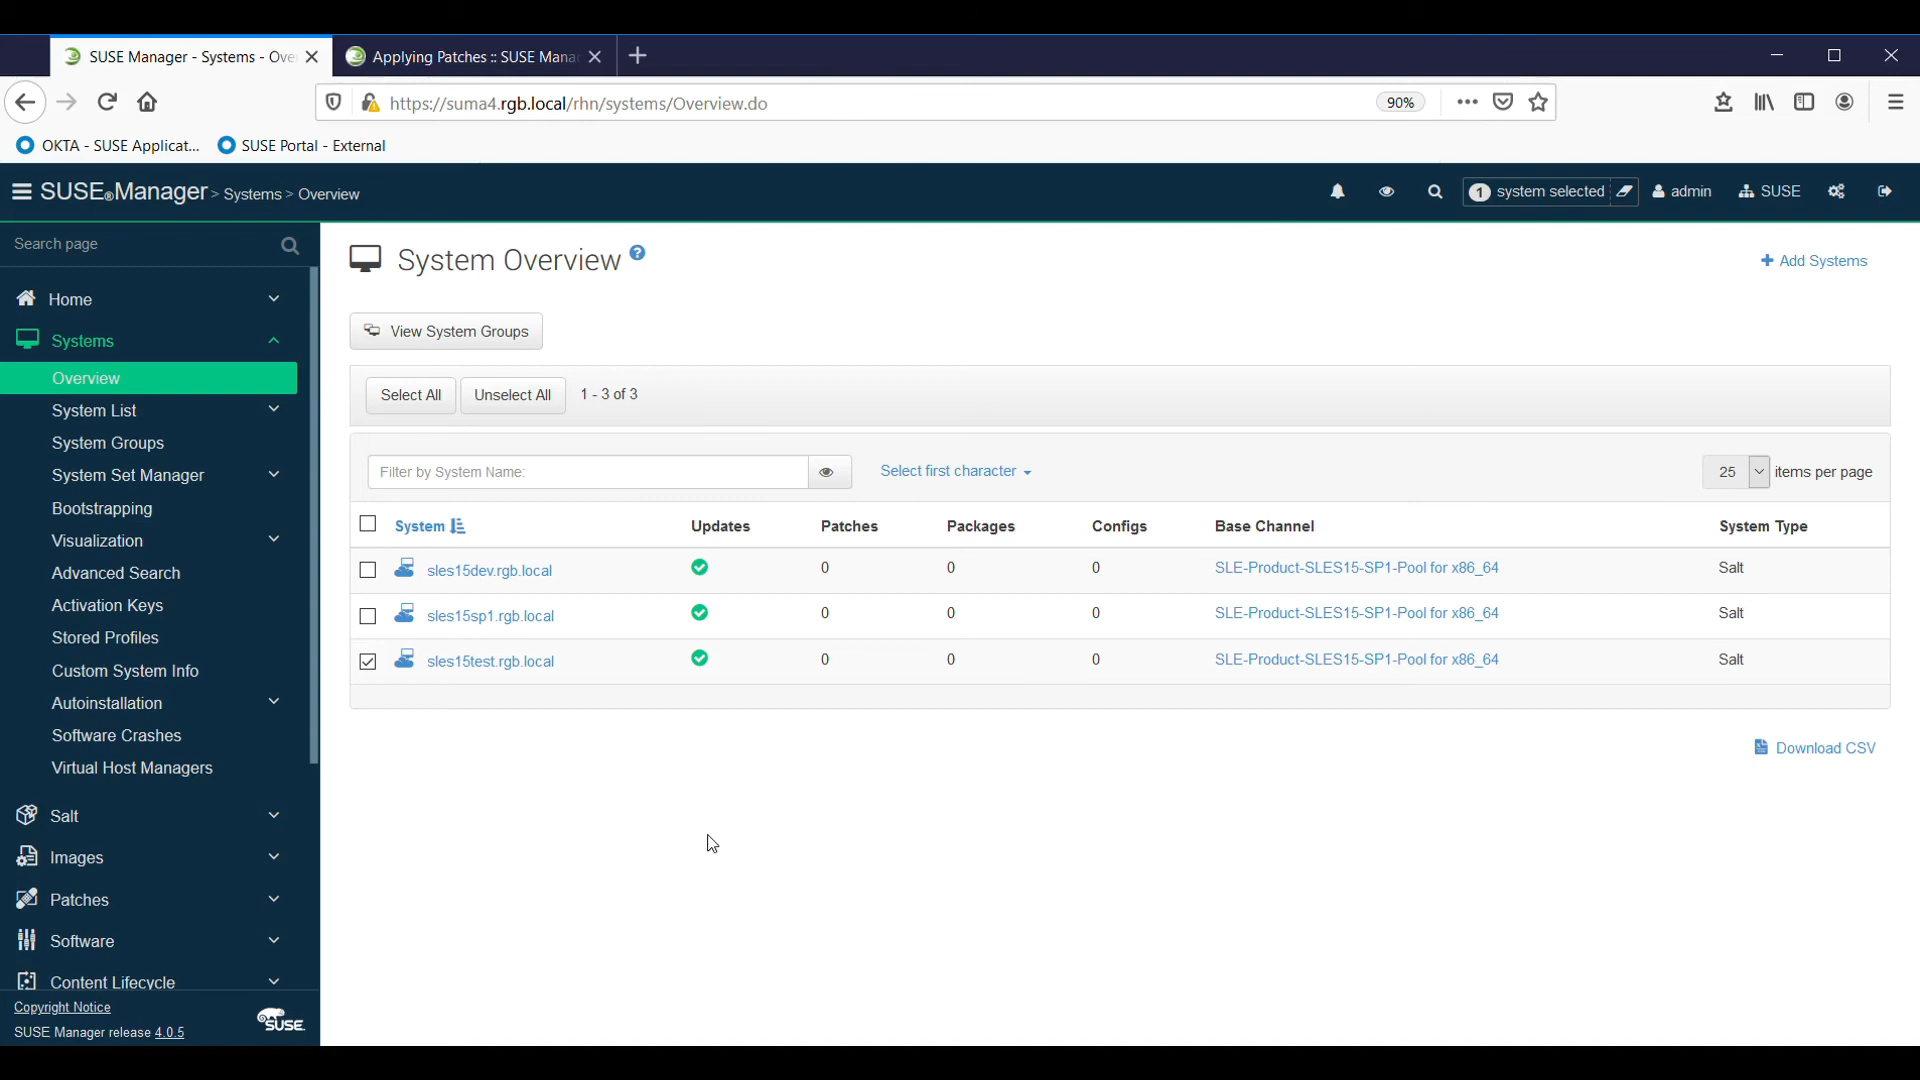 SUSE Manager - Systems - Ove
Applying Patches :: SUSE Mana
https://suma4.rgb.local/rhn/systems/Overview.do
90%
OKTA - SUSE Applicat...
SUSE Portal - External
SUSE®Manager > Systems > Overview
1 system selected
admin
SUSE
Search page
Home
Systems
Overview
System List
System Groups
System Set Manager
Bootstrapping
Visualization
Advanced Search
Activation Keys
Stored Profiles
Custom System Info
Autoinstallation
Software Crashes
Virtual Host Managers
Salt
Images
Patches
Software
Content Lifecycle
Copyright Notice
SUSE Manager release 4.0.5
SUSE
System Overview ?
+ Add Systems
View System Groups
Select All
Unselect All
1 - 3 of 3
Filter by System Name:
Select first character
25 items per page
System Updates Patches Packages Configs Base Channel System Type
sles15dev.rgb.local 0 0 0 SLE-Product-SLES15-SP1-Pool for x86_64 Salt
sles15sp1.rgb.local 0 0 0 SLE-Product-SLES15-SP1-Pool for x86_64 Salt
sles15test.rgb.local 0 0 0 SLE-Product-SLES15-SP1-Pool for x86_64 Salt
Download CSV